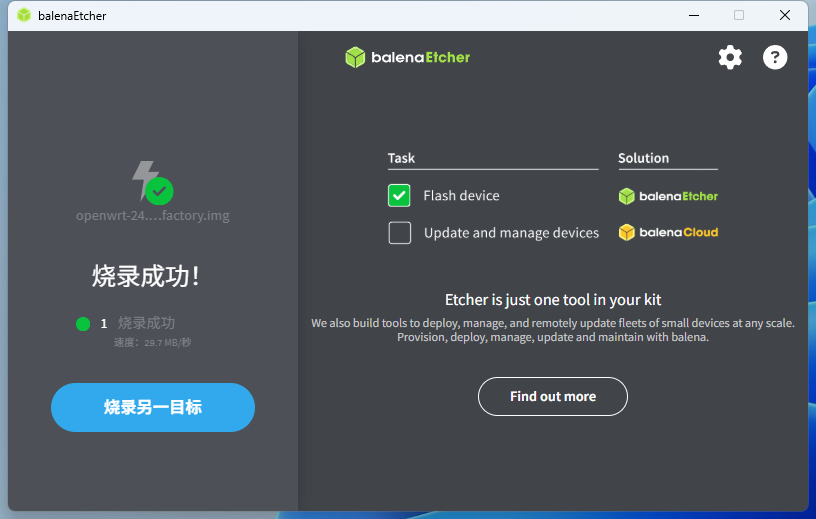 balenaEtcher
balenaEtcher
openwrt-24....factory.img
烧录成功！
1 烧录成功
速度：29.7 MB/秒
烧录另一目标
Task Solution
Flash device balenaEtcher
Update and manage devices balenaCloud
Etcher is just one tool in your kit
We also build tools to deploy, manage, and remotely update fleets of small devices at any scale.
Provision, deploy, manage, update and maintain with balena.
Find out more